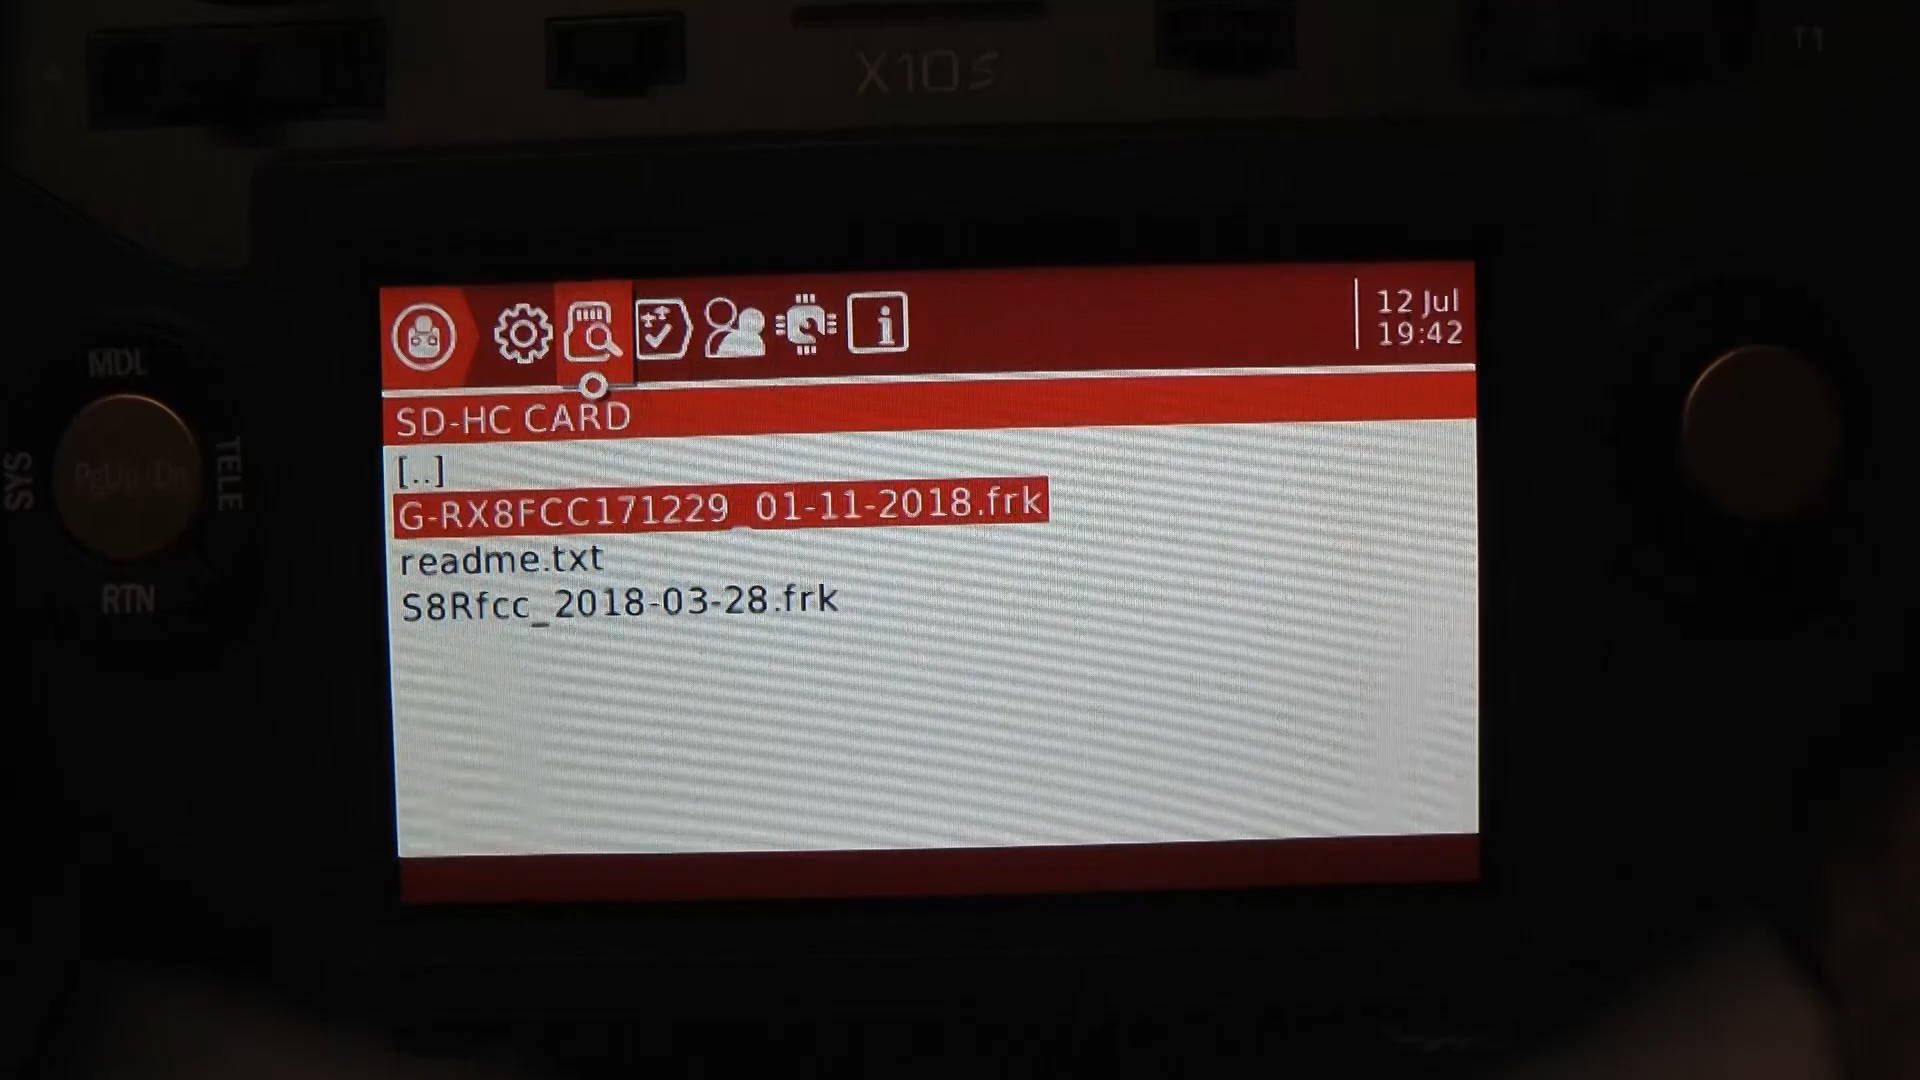 X10S
T1
12 Jul
19:42
SD-HC CARD
[..]
G-RX8FCC171229_01-11-2018.frk
readme.txt
S8Rfcc_2018-03-28.frk
MDL
SYS
TELE
RTN